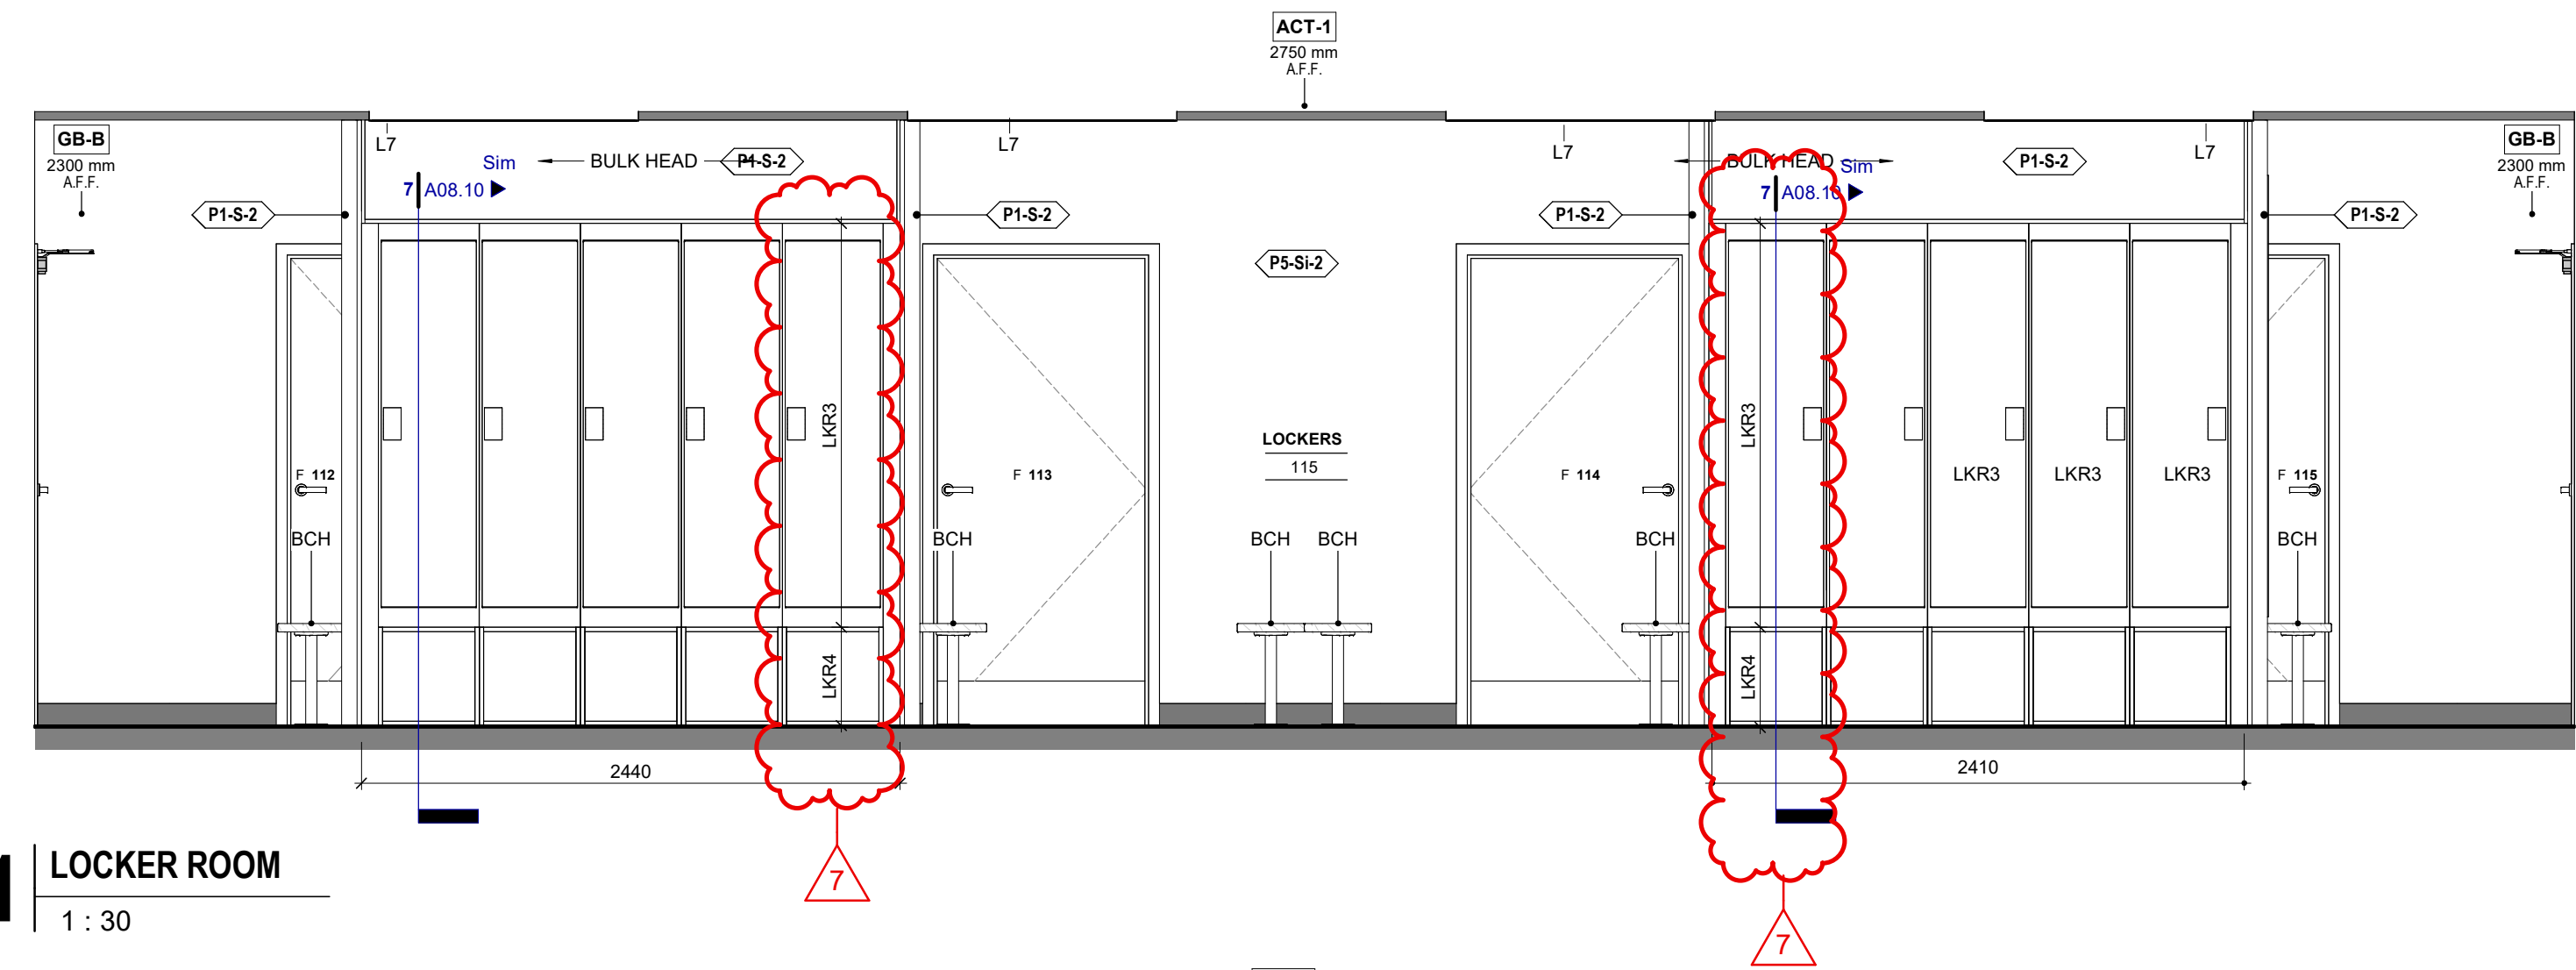 ACT-1
2750 mm
A.F.F.
GB-B
2300 mm
A.F.F.
L7
Sim
7 A08.10
BULK HEAD
P1-S-2
P1-S-2
L7
P1-S-2
P5-Si-2
L7
P1-S-2
BULK HEAD
Sim
7 A08.10
P1-S-2
L7
P1-S-2
GB-B
2300 mm
A.F.F.
F 112
BCH
LKR3
LKR4
F 113
BCH
LOCKERS
115
BCH
BCH
F 114
BCH
LKR3
LKR4
LKR3
LKR3
LKR3
F 115
BCH
2440
2410
7
7
1
LOCKER ROOM
1 : 30